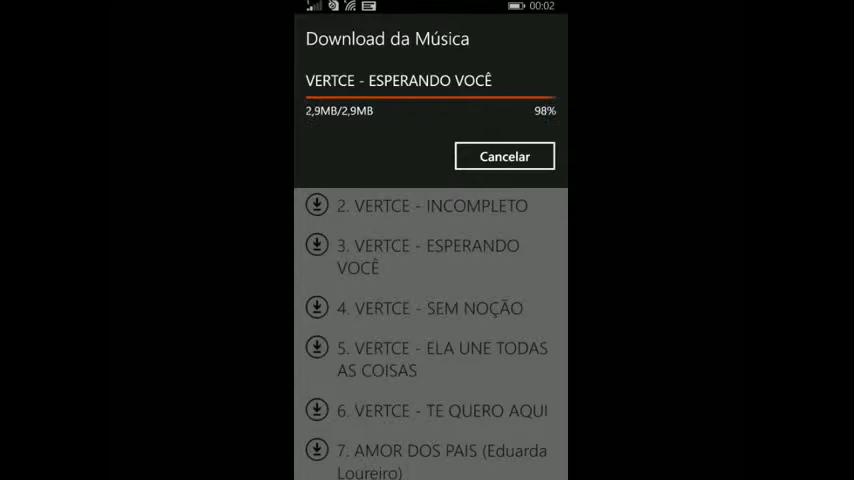 00:02
Download da Música
VERTCE - ESPERANDO VOCÊ
2,9MB/2,9MB 98%
Cancelar
2. VERTCE - INCOMPLETO
3. VERTCE - ESPERANDO
VOCÊ
4. VERTCE - SEM NOÇÃO
5. VERTCE - ELA UNE TODAS
AS COISAS
6. VERTCE - TE QUERO AQUI
7. AMOR DOS PAIS (Eduarda
Loureiro)